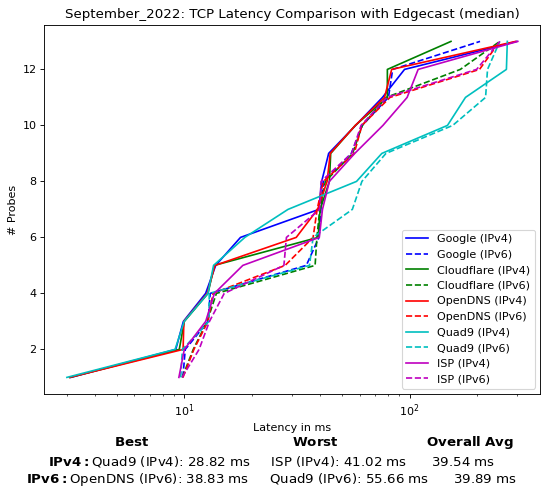 September_2022: TCP Latency Comparison with Edgecast (median)
12
10
8
6
4
2
# Probes
Google (IPv4)
Google (IPv6)
Cloudflare (IPv4)
Cloudflare (IPv6)
OpenDNS (IPv4)
OpenDNS (IPv6)
Quad9 (IPv4)
Quad9 (IPv6)
ISP (IPv4)
ISP (IPv6)
10¹ 10²
Latency in ms
Best Worst Overall Avg
IPv4: Quad9 (IPv4): 28.82 ms ISP (IPv4): 41.02 ms 39.54 ms
IPv6: OpenDNS (IPv6): 38.83 ms Quad9 (IPv6): 55.66 ms 39.89 ms